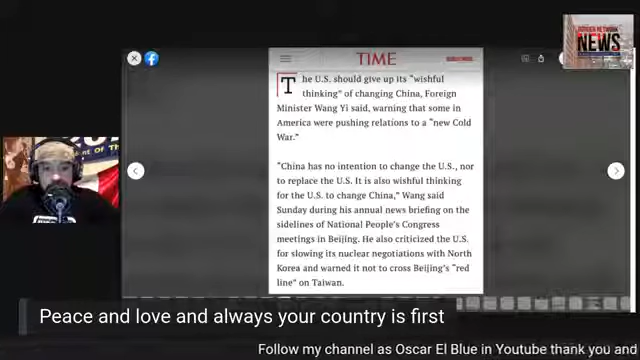 BORDER NETWORK
NEWS
TIME
SUBSCRIBE
The U.S. should give up its “wishful
thinking” of changing China, Foreign
Minister Wang Yi said, warning that some in
America were pushing relations to a “new Cold
War.”
“China has no intention to change the U.S., nor
to replace the U.S. It is also wishful thinking
for the U.S. to change China,” Wang said
Sunday during his annual news briefing on the
sidelines of National People’s Congress
meetings in Beijing. He also criticized the U.S.
for slowing its nuclear negotiations with North
Korea and warned it not to cross Beijing’s “red
line” on Taiwan.
Peace and love and always your country is first
Follow my channel as Oscar El Blue in Youtube thank you and